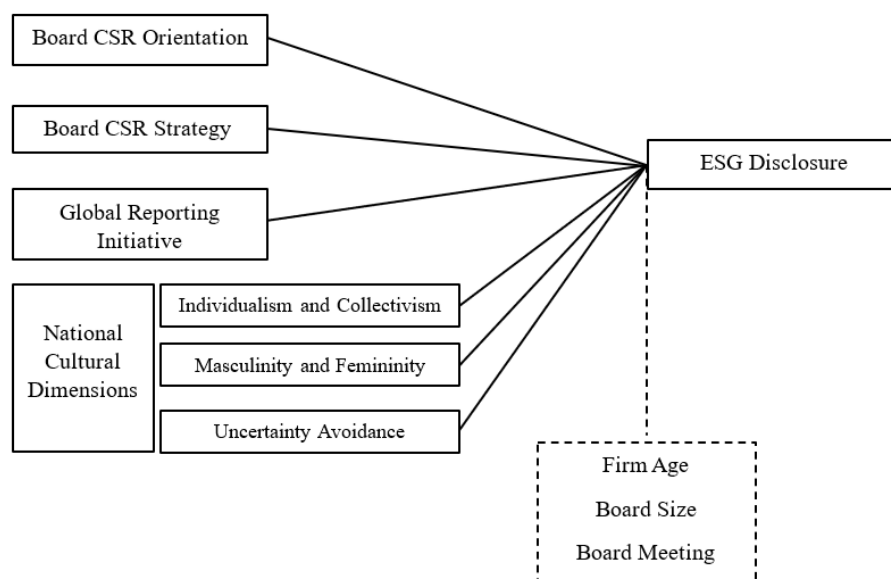 Board CSR Orientation
Board CSR Strategy
Global Reporting
Initiative
National
Cultural
Dimensions
Individualism and Collectivism
Masculinity and Femininity
Uncertainty Avoidance
ESG Disclosure
Firm Age
Board Size
Board Meeting